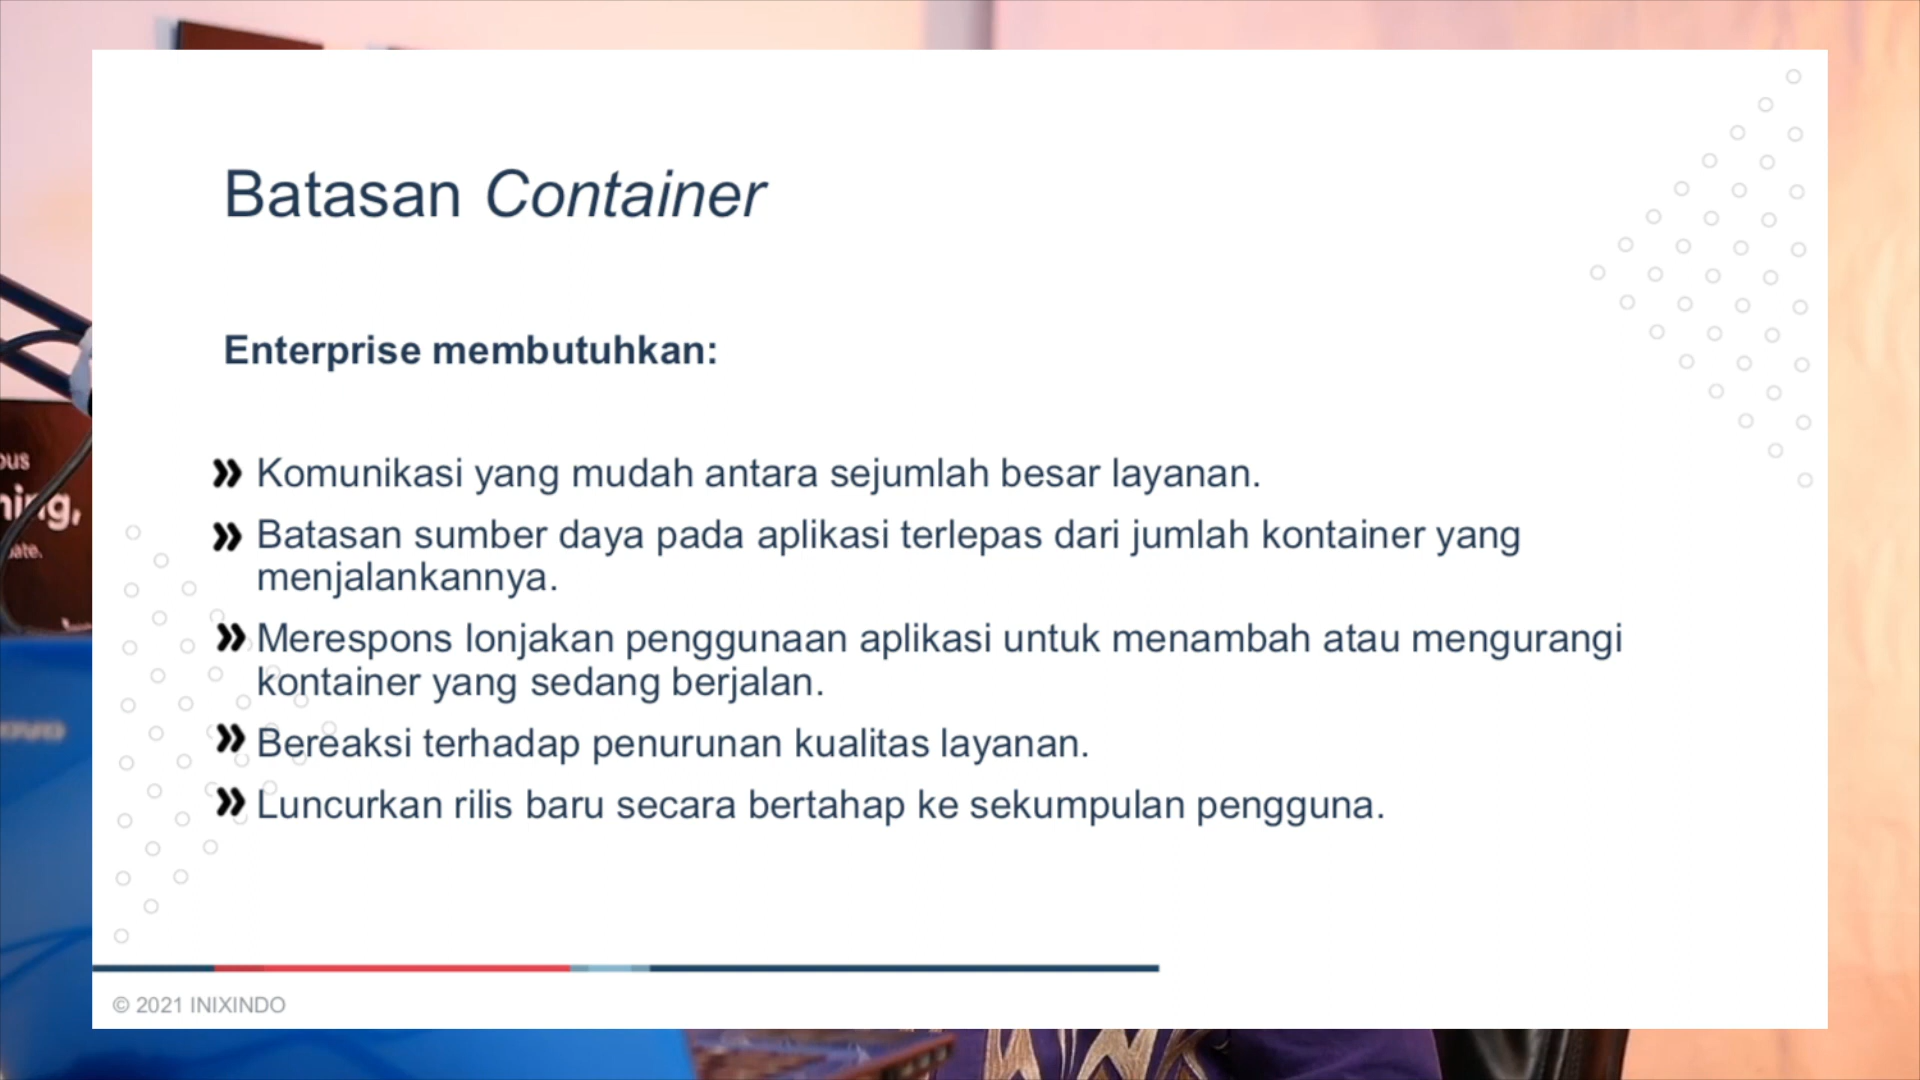 Batasan Container
Enterprise membutuhkan:
» Komunikasi yang mudah antara sejumlah besar layanan.
» Batasan sumber daya pada aplikasi terlepas dari jumlah kontainer yang
menjalankannya.
» Merespons lonjakan penggunaan aplikasi untuk menambah atau mengurangi
kontainer yang sedang berjalan.
» Bereaksi terhadap penurunan kualitas layanan.
» Luncurkan rilis baru secara bertahap ke sekumpulan pengguna.
© 2021 INIXINDO